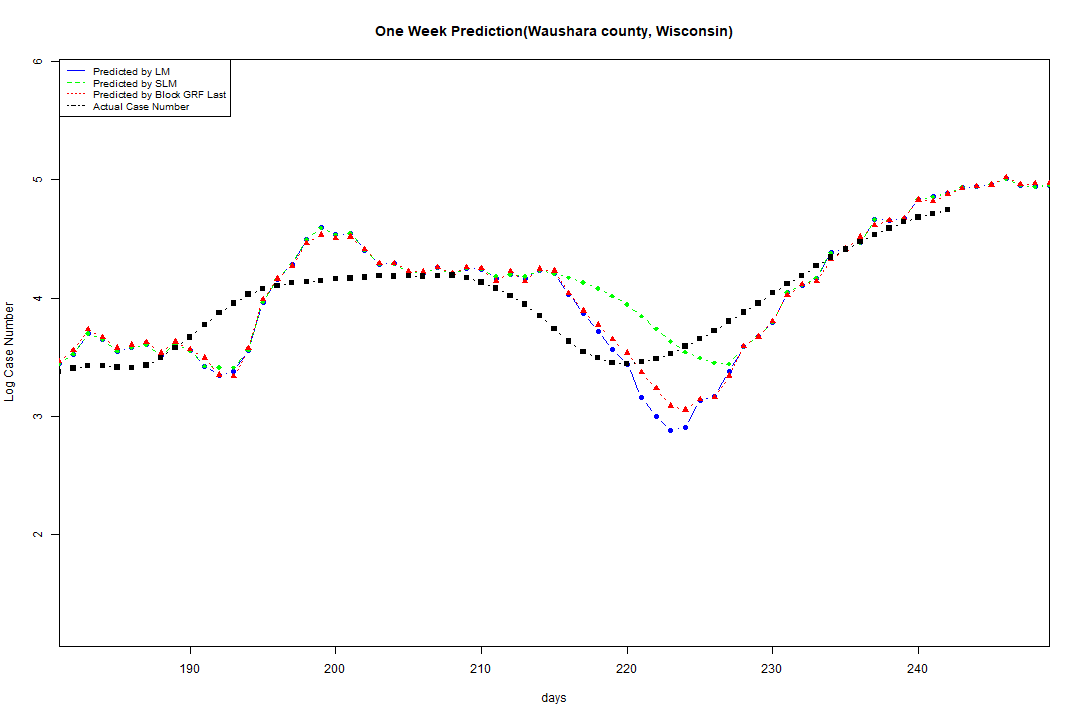 One Week Prediction(Waushara county, Wisconsin)
Predicted by LM
Predicted by SLM
Predicted by Block GRF Last
Actual Case Number
6
5
4
3
2
Log Case Number
190 200 210 220 230 240
days